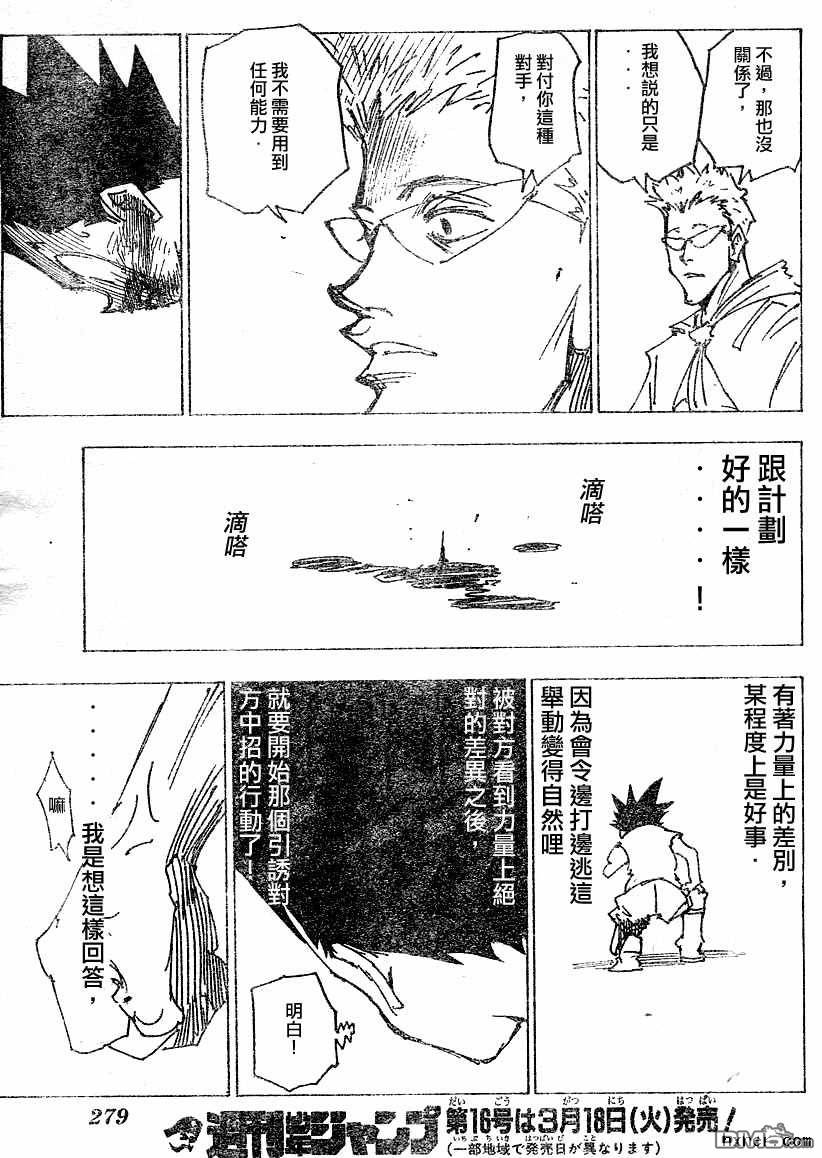 不過，那也沒
關係了，
我想說的只是
．．．
對付你這種
對手，
我不需要用到
任何能力．
跟計劃
好的一樣
．．．．．！
滴嗒
滴嗒
有著力量上的差別，
某程度上是好事．
因為會令邊打邊逃這
舉動變得自然哩
被對方看到力量上絕
對的差異之後，
就要開始那個引誘對
方中招的行動了！
明白！
．．．．．我是想這樣回答，
嘛
279
週刊少年ジャンプ
第16号は3月18日(火)発売！
(一部地域で発売日が異なります)